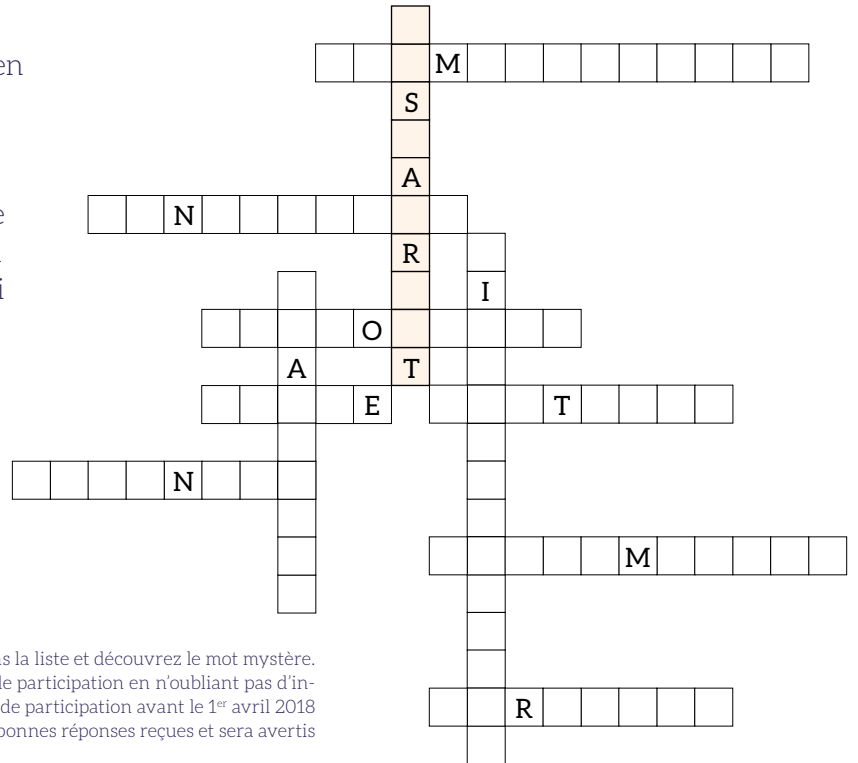 en
M
S
A
N
e
R
I
i
O
A T
E T
N
M
as la liste et découvrez le mot mystère.
de participation en n'oubliant pas d'in-
de participation avant le 1er avril 2018
bonnes réponses reçues et sera avertis
R